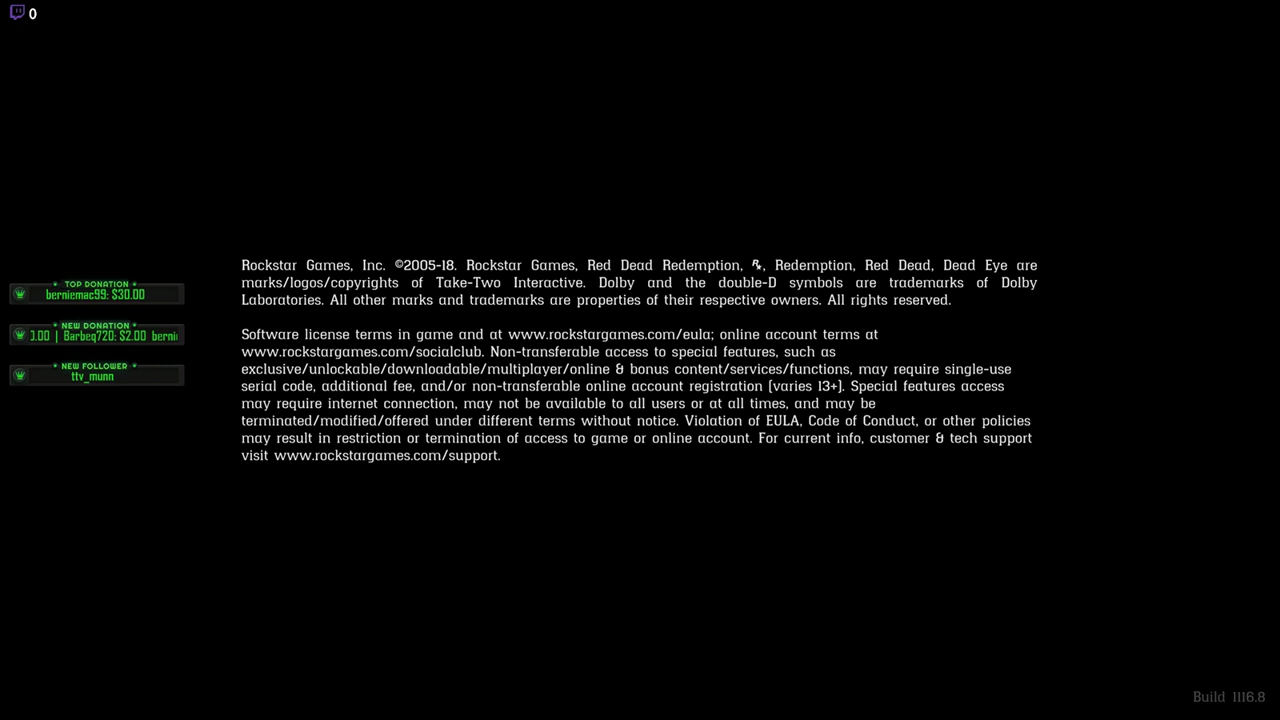 0
TOP DONATION
berniemac99: $30.00
NEW DONATION
.00 | Barbeq720: $2.00 berni
NEW FOLLOWER
ttv_munn
Rockstar Games, Inc. ©2005-18. Rockstar Games, Red Dead Redemption, R*, Redemption, Red Dead, Dead Eye are
marks/logos/copyrights of Take-Two Interactive. Dolby and the double-D symbols are trademarks of Dolby
Laboratories. All other marks and trademarks are properties of their respective owners. All rights reserved.
Software license terms in game and at www.rockstargames.com/eula; online account terms at
www.rockstargames.com/socialclub. Non-transferable access to special features, such as
exclusive/unlockable/downloadable/multiplayer/online & bonus content/services/functions, may require single-use
serial code, additional fee, and/or non-transferable online account registration [varies 13+]. Special features access
may require internet connection, may not be available to all users or at all times, and may be
terminated/modified/offered under different terms without notice. Violation of EULA, Code of Conduct, or other policies
may result in restriction or termination of access to game or online account. For current info, customer & tech support
visit www.rockstargames.com/support.
Build 1116.8